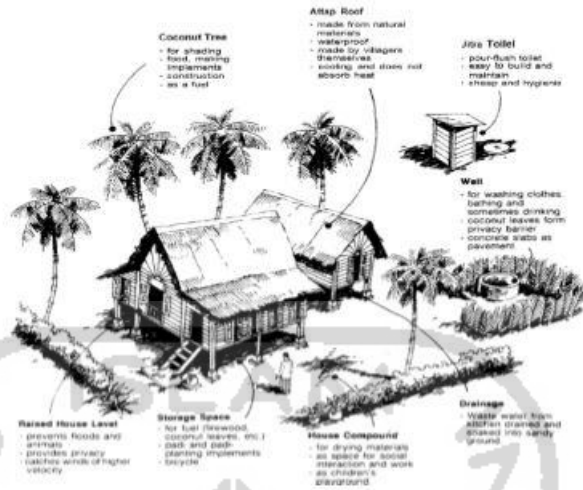 Coconut Tree
- for shading
- food, making
implements
- construction
- as a fuel
Attap Roof
- made from natural
materials
- waterproof
- made by villagers
themselves
- cooling and does not
absorb heat
Toilet
- pour-flush toilet
- easy to build and
maintain
- cheap and hygienic
Well
- for washing clothes,
bathing and
sometimes drinking
- coconut leaves form
privacy barrier
- concrete slabs as
pavement
Raised House Level
- prevents floods and
animals
- provides privacy
- catches winds of higher
velocity
Storage Space
- for fuel (firewood,
coconut leaves, etc.)
- padi and padi-
planting implements
- bicycle
House Compound
- for drying materials
- as space for social
interaction and work
- as children's
playground
Drainage
- Waste water from
kitchen drained and
soaked into sandy
ground